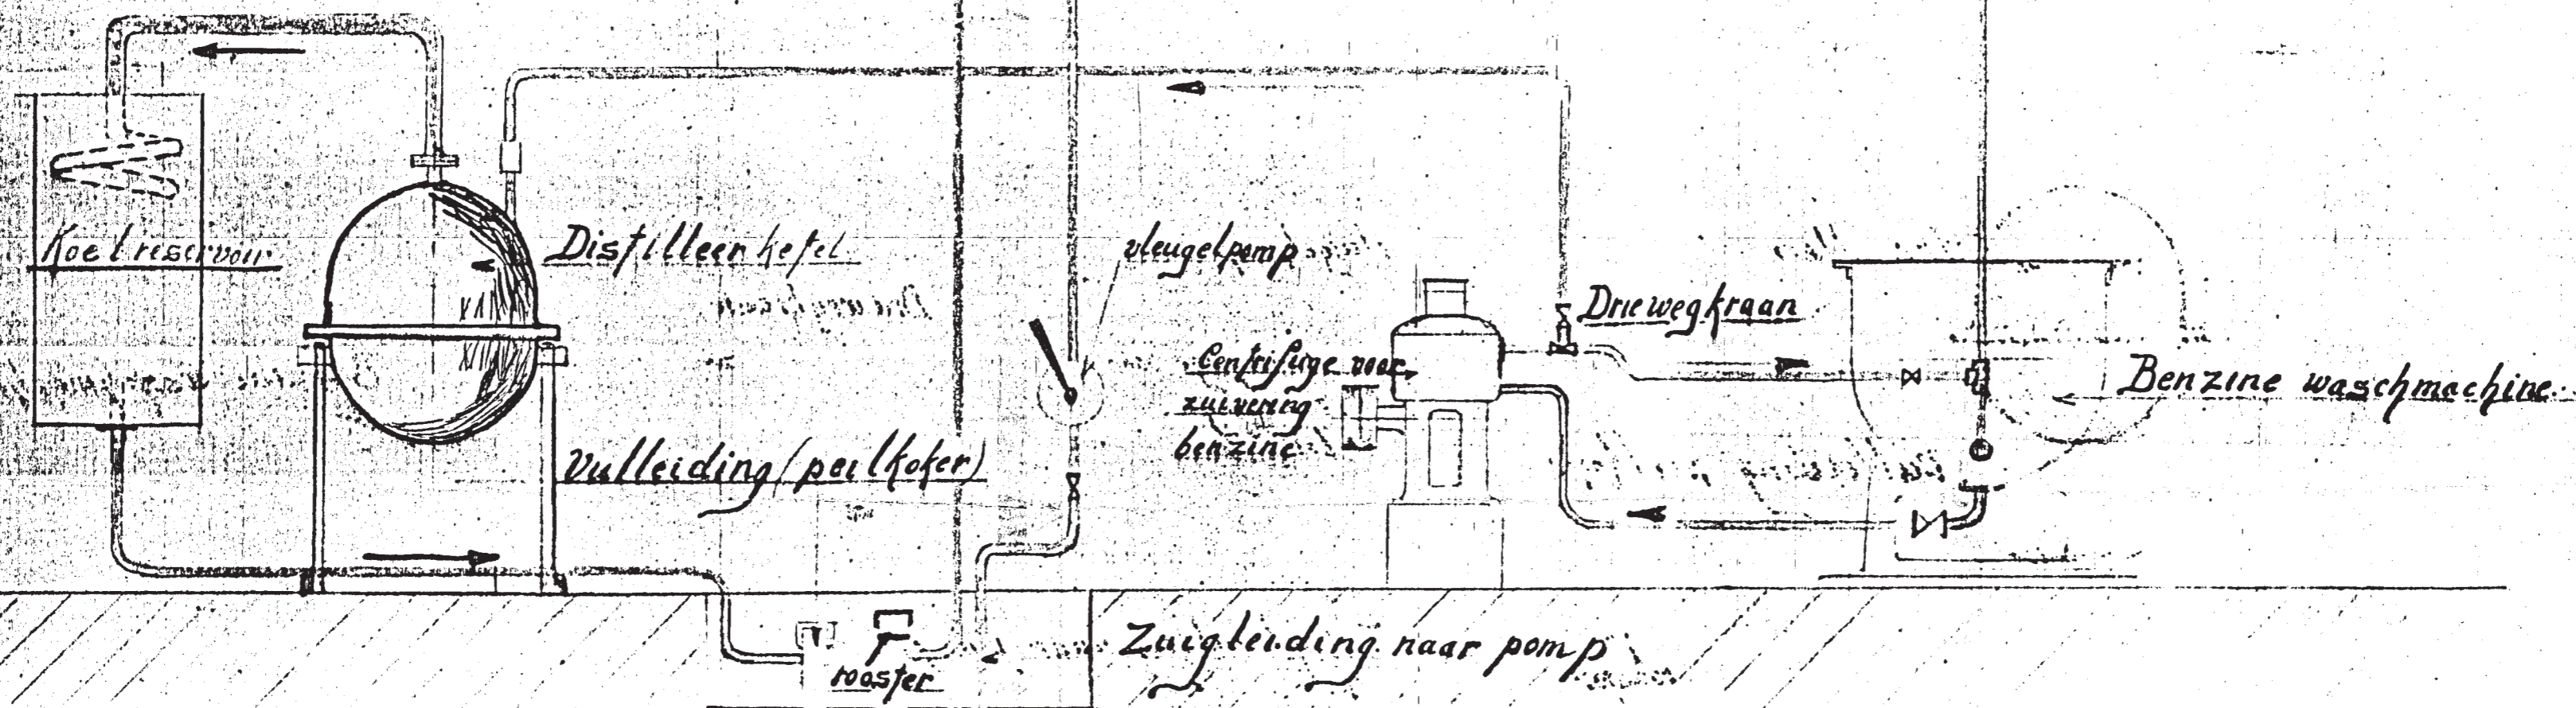 Koelreservoir
Distilleerketel
vleugelpomp
Driewegkraan
Centrifuge voor
zuivering
benzine
Benzine waschmachine
Vulleiding (peilkoker)
Zuigleiding naar pomp
rooster